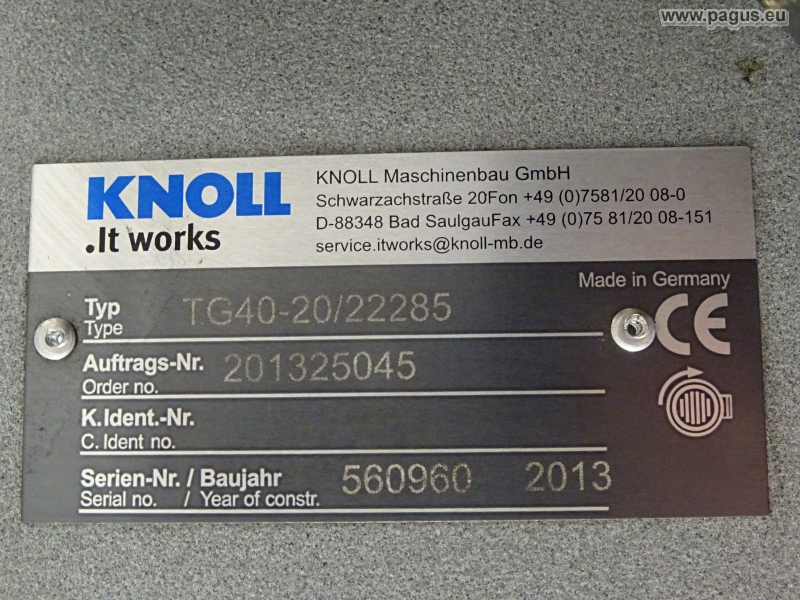 www.pagus.eu
KNOLL
.It works
KNOLL Maschinenbau GmbH
Schwarzachstraße 20Fon +49 (0)7581/20 08-0
D-88348 Bad SaulgauFax +49 (0)75 81/20 08-151
service.itworks@knoll-mb.de
Made in Germany
Typ TG40-20/22285
Type
CE
Auftrags-Nr. 201325045
Order no.
K.Ident.-Nr.
C. Ident no.
Serien-Nr. / Baujahr 560960 2013
Serial no. / Year of constr.